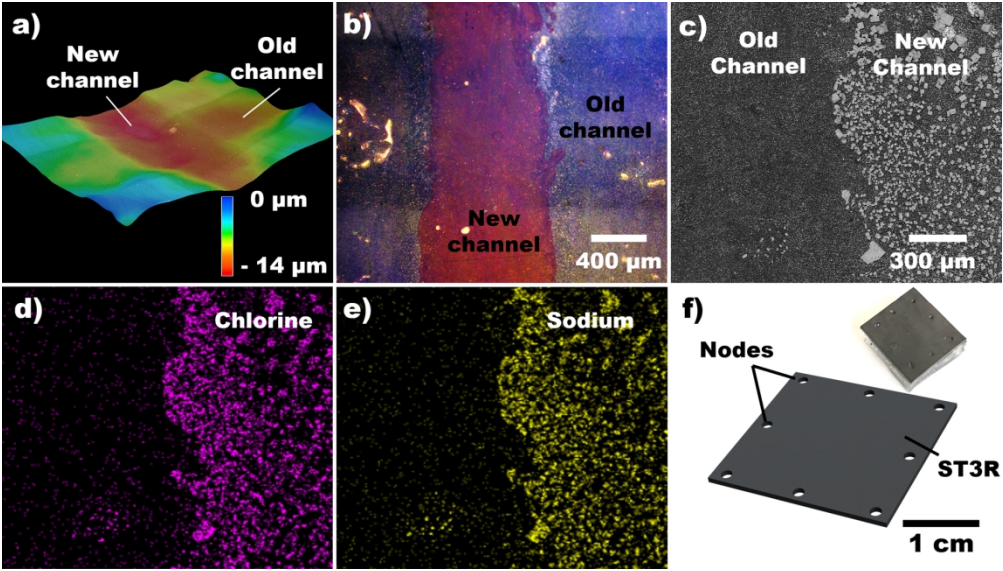 a)
New
channel
Old
channel
0 µm
- 14 µm
b)
Old
channel
New
channel
400 µm
c)
Old
Channel
New
Channel
300 µm
d)
Chlorine
e)
Sodium
f)
Nodes
ST3R
1 cm